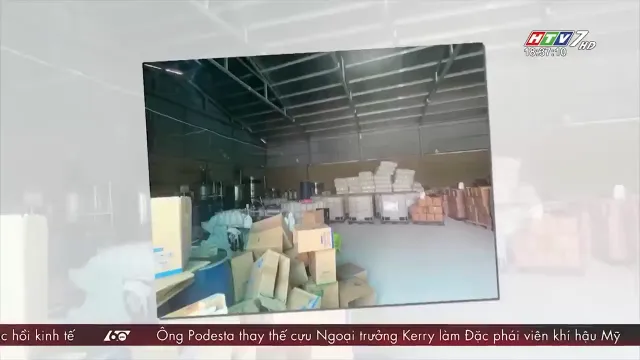 HTV7 HD
18:37:10
c hồi kinh tế 60 Ông Podesta thay thế cựu Ngoại trưởng Kerry làm Đặc phái viên khí hậu Mỹ